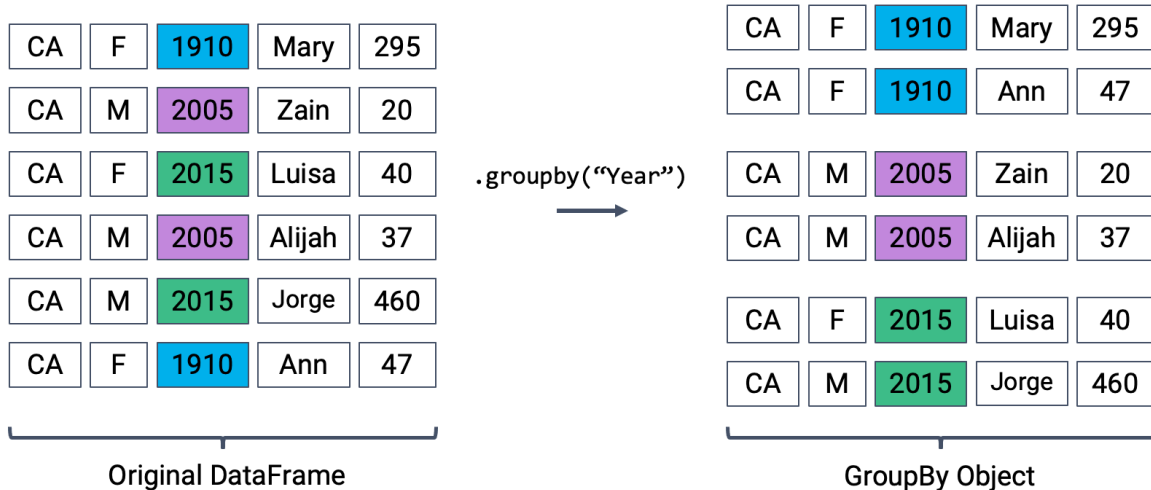 CA F 1910 Mary 295
CA M 2005 Zain 20
CA F 2015 Luisa 40
CA M 2005 Alijah 37
CA M 2015 Jorge 460
CA F 1910 Ann 47
Original DataFrame
.groupby(“Year”)
CA F 1910 Mary 295
CA F 1910 Ann 47
CA M 2005 Zain 20
CA M 2005 Alijah 37
CA F 2015 Luisa 40
CA M 2015 Jorge 460
GroupBy Object